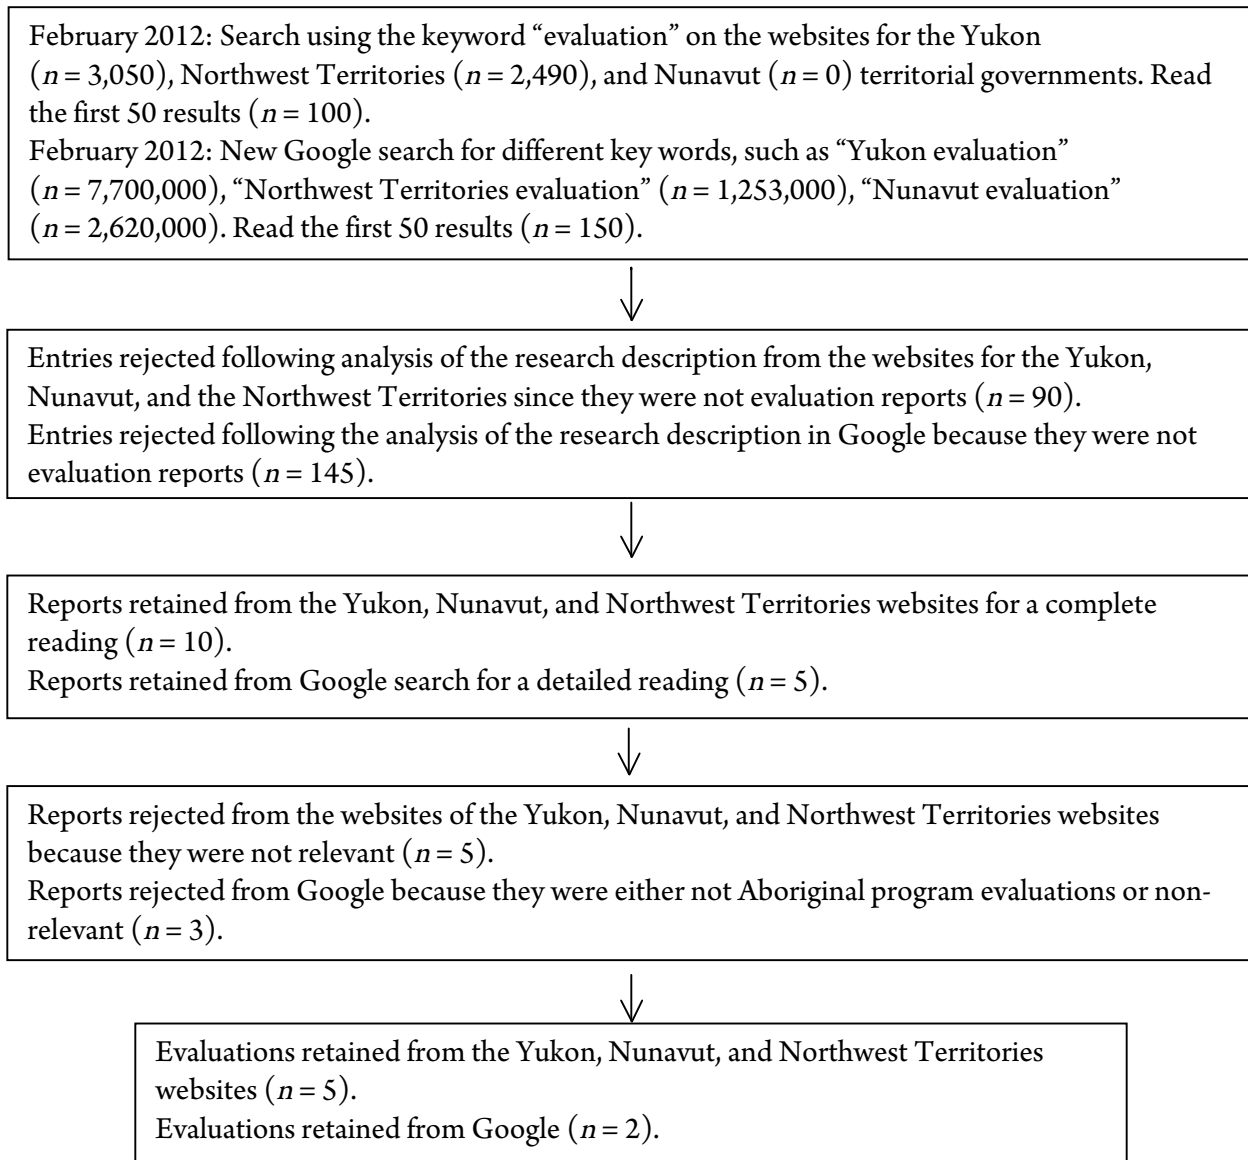 February 2012: Search using the keyword “evaluation” on the websites for the Yukon
(n = 3,050), Northwest Territories (n = 2,490), and Nunavut (n = 0) territorial governments. Read
the first 50 results (n = 100).
February 2012: New Google search for different key words, such as “Yukon evaluation”
(n = 7,700,000), “Northwest Territories evaluation” (n = 1,253,000), “Nunavut evaluation”
(n = 2,620,000). Read the first 50 results (n = 150).
Entries rejected following analysis of the research description from the websites for the Yukon,
Nunavut, and the Northwest Territories since they were not evaluation reports (n = 90).
Entries rejected following the analysis of the research description in Google because they were not
evaluation reports (n = 145).
Reports retained from the Yukon, Nunavut, and Northwest Territories websites for a complete
reading (n = 10).
Reports retained from Google search for a detailed reading (n = 5).
Reports rejected from the websites of the Yukon, Nunavut, and Northwest Territories websites
because they were not relevant (n = 5).
Reports rejected from Google because they were either not Aboriginal program evaluations or non-
relevant (n = 3).
Evaluations retained from the Yukon, Nunavut, and Northwest Territories
websites (n = 5).
Evaluations retained from Google (n = 2).